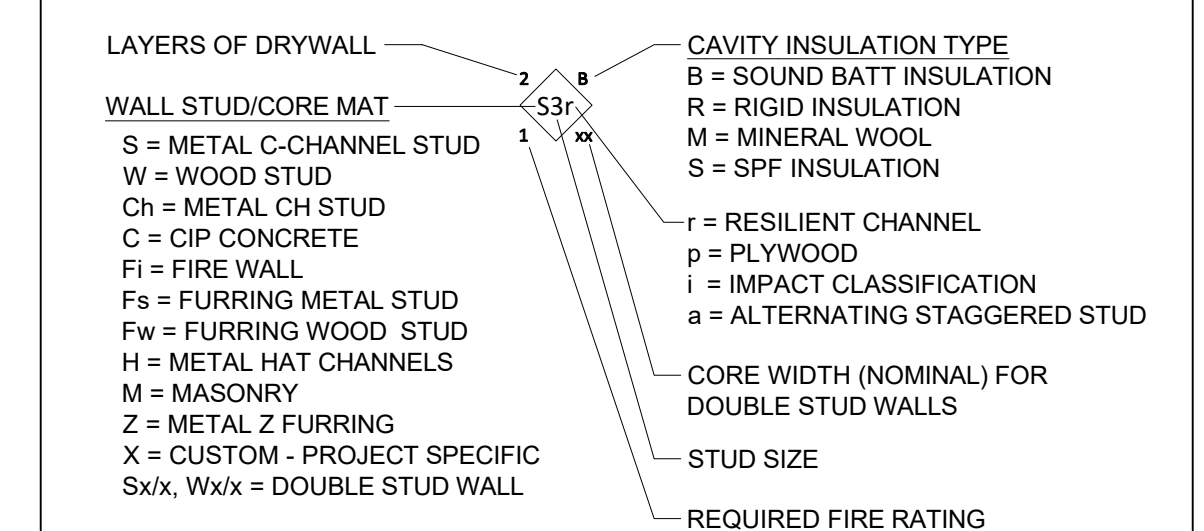 LAYERS OF DRYWALL
WALL STUD/CORE MAT
S = METAL C-CHANNEL STUD
W = WOOD STUD
Ch = METAL CH STUD
C = CIP CONCRETE
Fi = FIRE WALL
Fs = FURRING METAL STUD
Fw = FURRING WOOD STUD
H = METAL HAT CHANNELS
M = MASONRY
Z = METAL Z FURRING
X = CUSTOM - PROJECT SPECIFIC
Sx/x, Wx/x = DOUBLE STUD WALL
2 B
S3r
1 xx
CAVITY INSULATION TYPE
B = SOUND BATT INSULATION
R = RIGID INSULATION
M = MINERAL WOOL
S = SPF INSULATION
r = RESILIENT CHANNEL
p = PLYWOOD
i = IMPACT CLASSIFICATION
a = ALTERNATING STAGGERED STUD
CORE WIDTH (NOMINAL) FOR
DOUBLE STUD WALLS
STUD SIZE
REQUIRED FIRE RATING